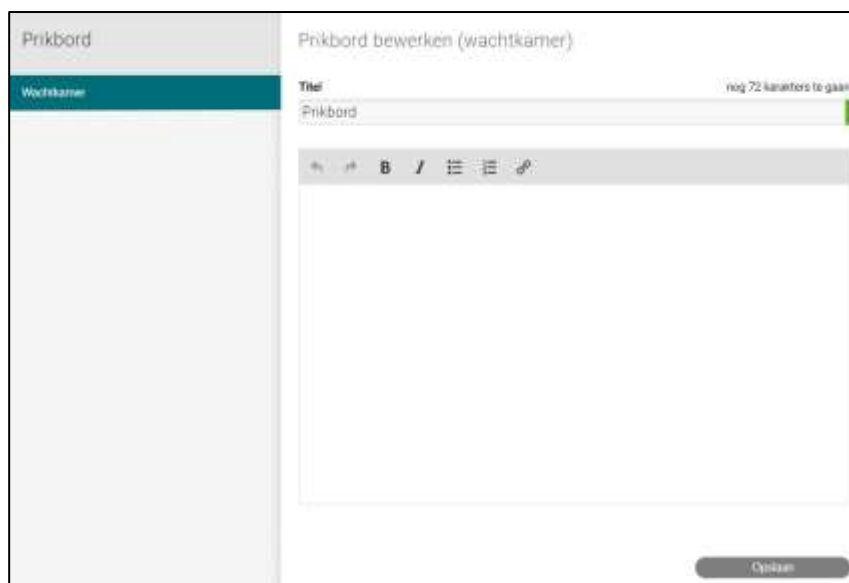 Prikbord
Wachtkamer
Prikbord bewerken (wachtkamer)
Titel
nog 72 karakters te gaan
Prikbord
B I
Opslaan